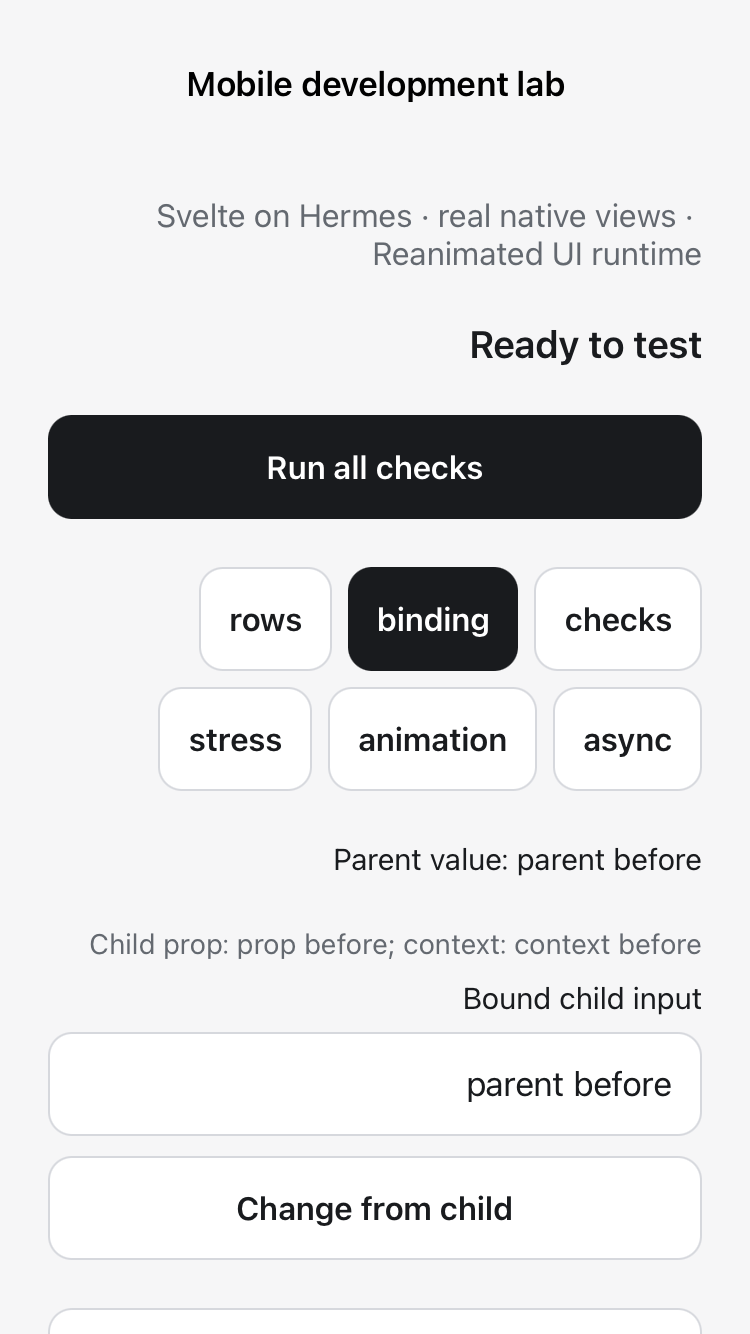 Mobile development lab
Svelte on Hermes · real native views ·
Reanimated UI runtime
Ready to test
Run all checks
rows binding checks
stress animation async
Parent value: parent before
Child prop: prop before; context: context before
Bound child input
parent before
Change from child